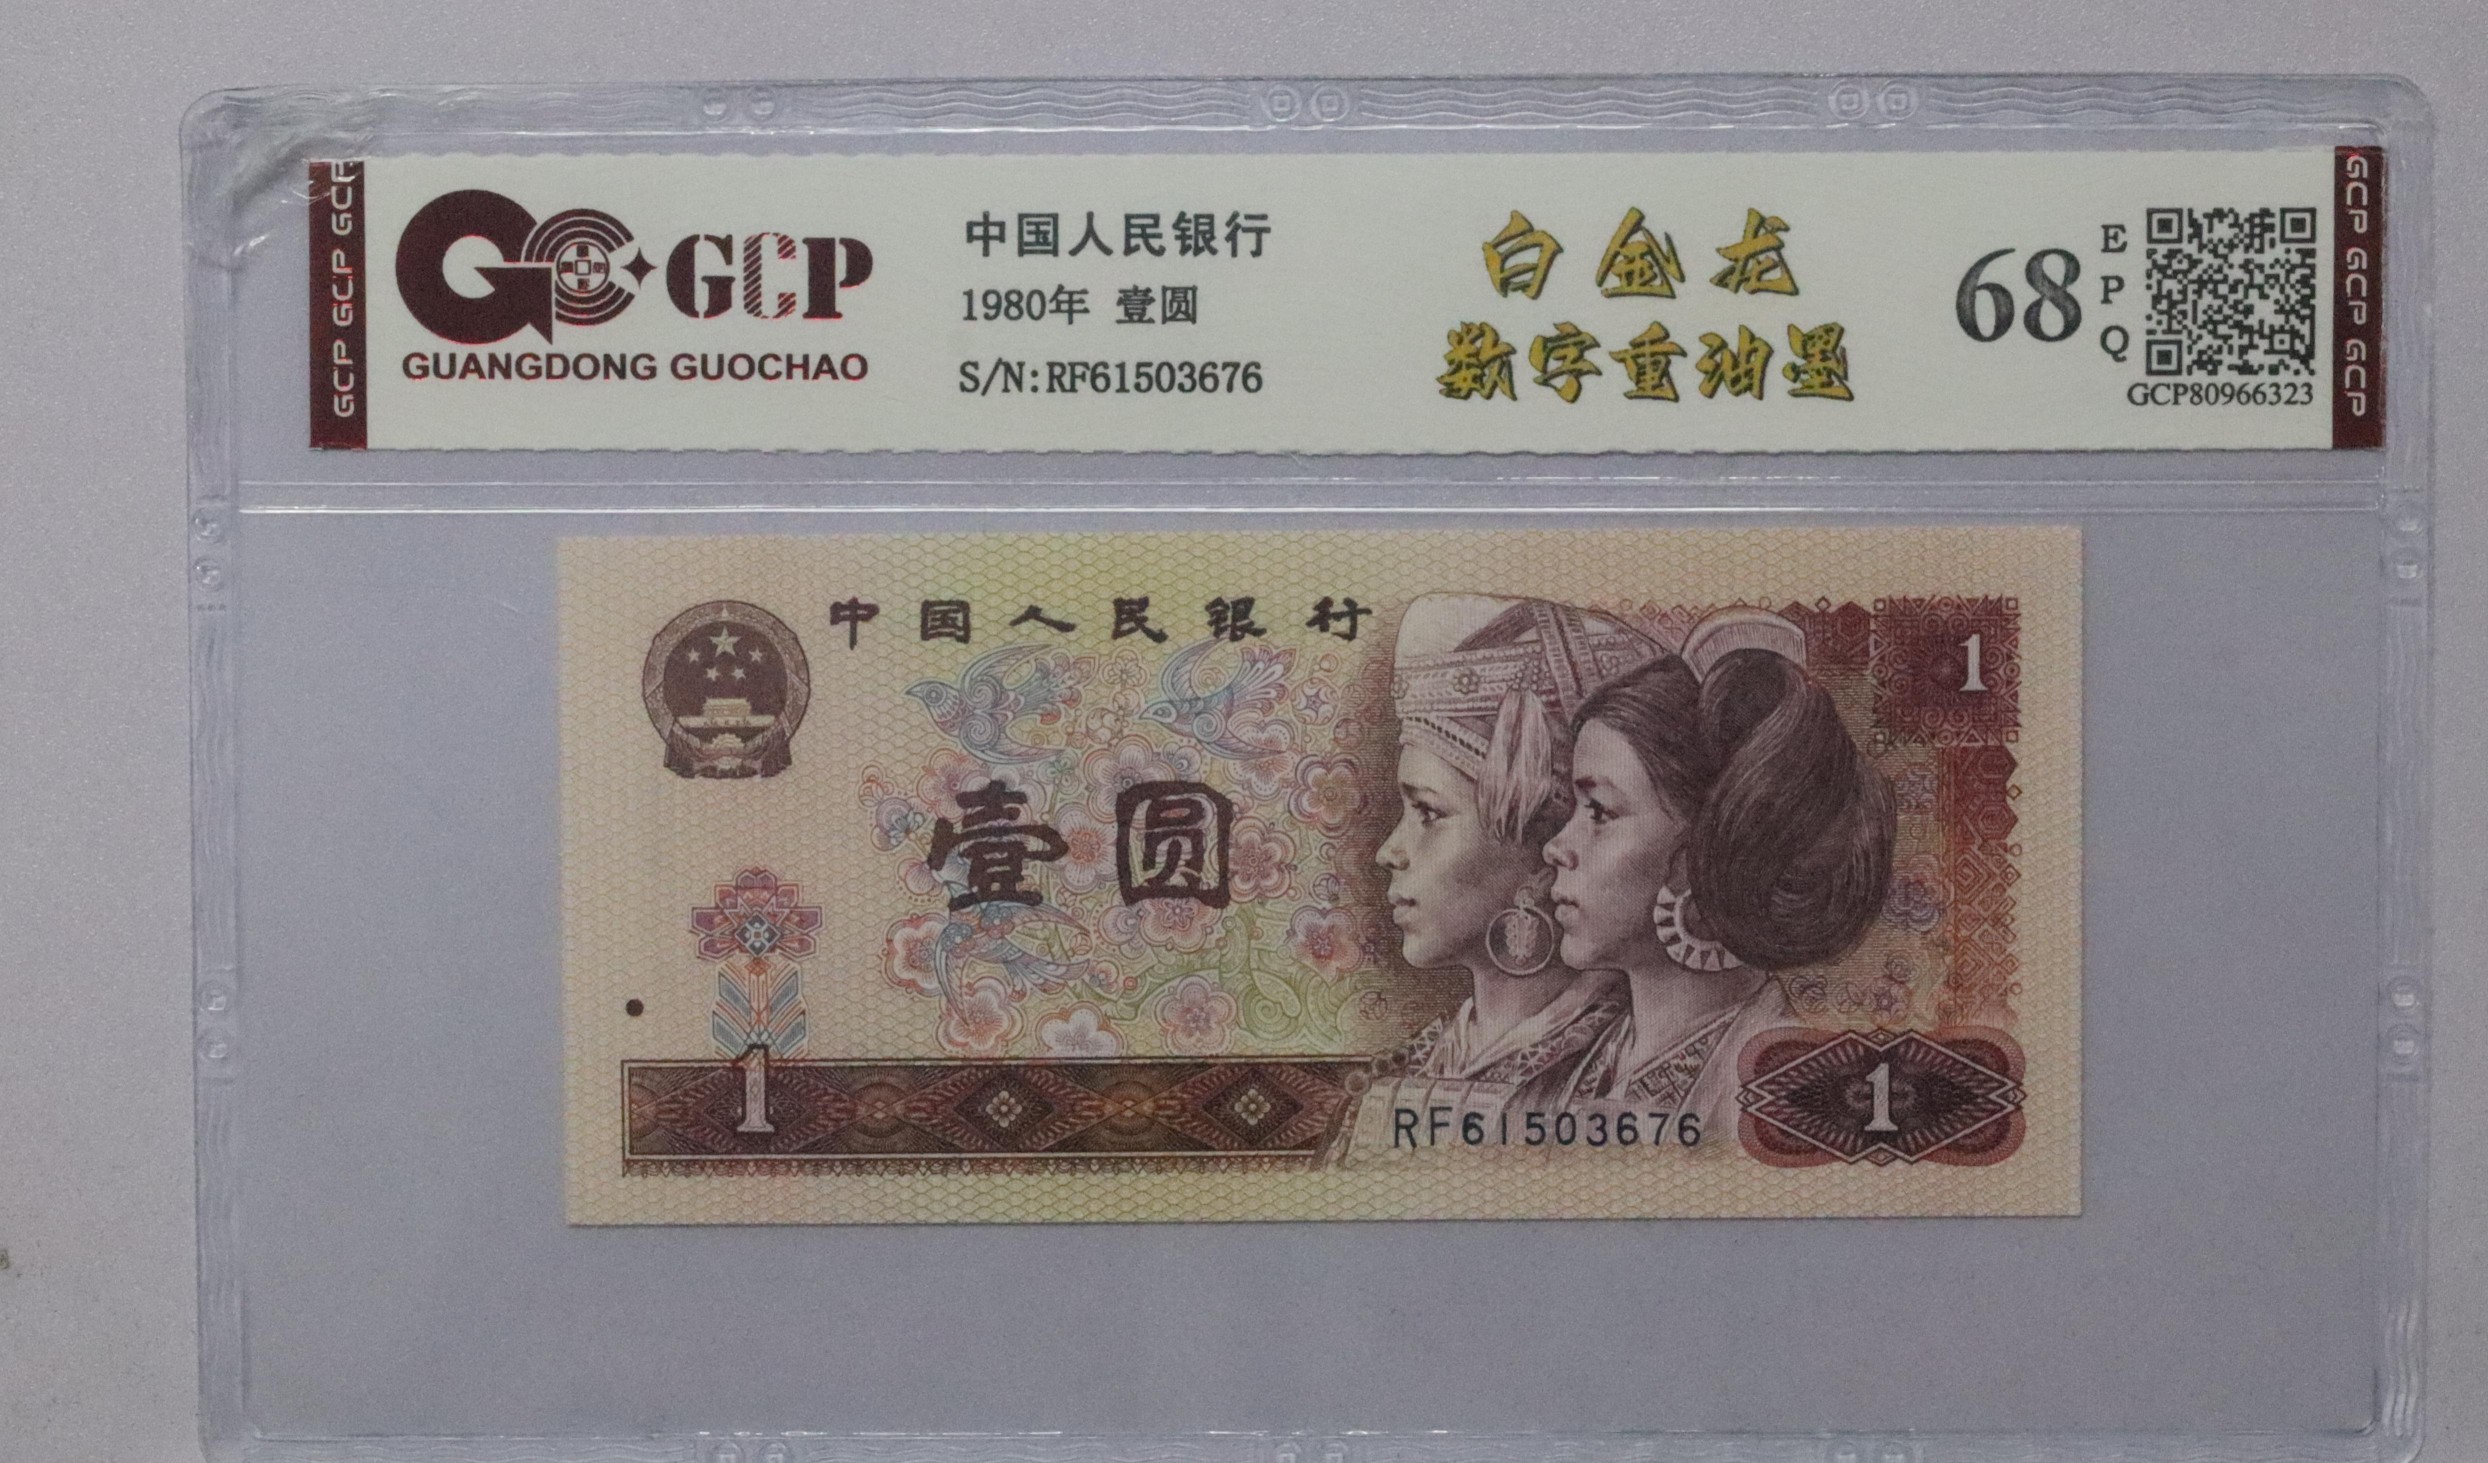 GCP GCP GCP
GCP
GUANGDONG GUOCHAO
中国人民银行
1980年 壹圆
S/N:RF61503676
白金龙
数字重油墨
68
EPQ
GCP80966323
GCP GCP GCP
中国人民银行
1
壹圆
1
RF61503676
1